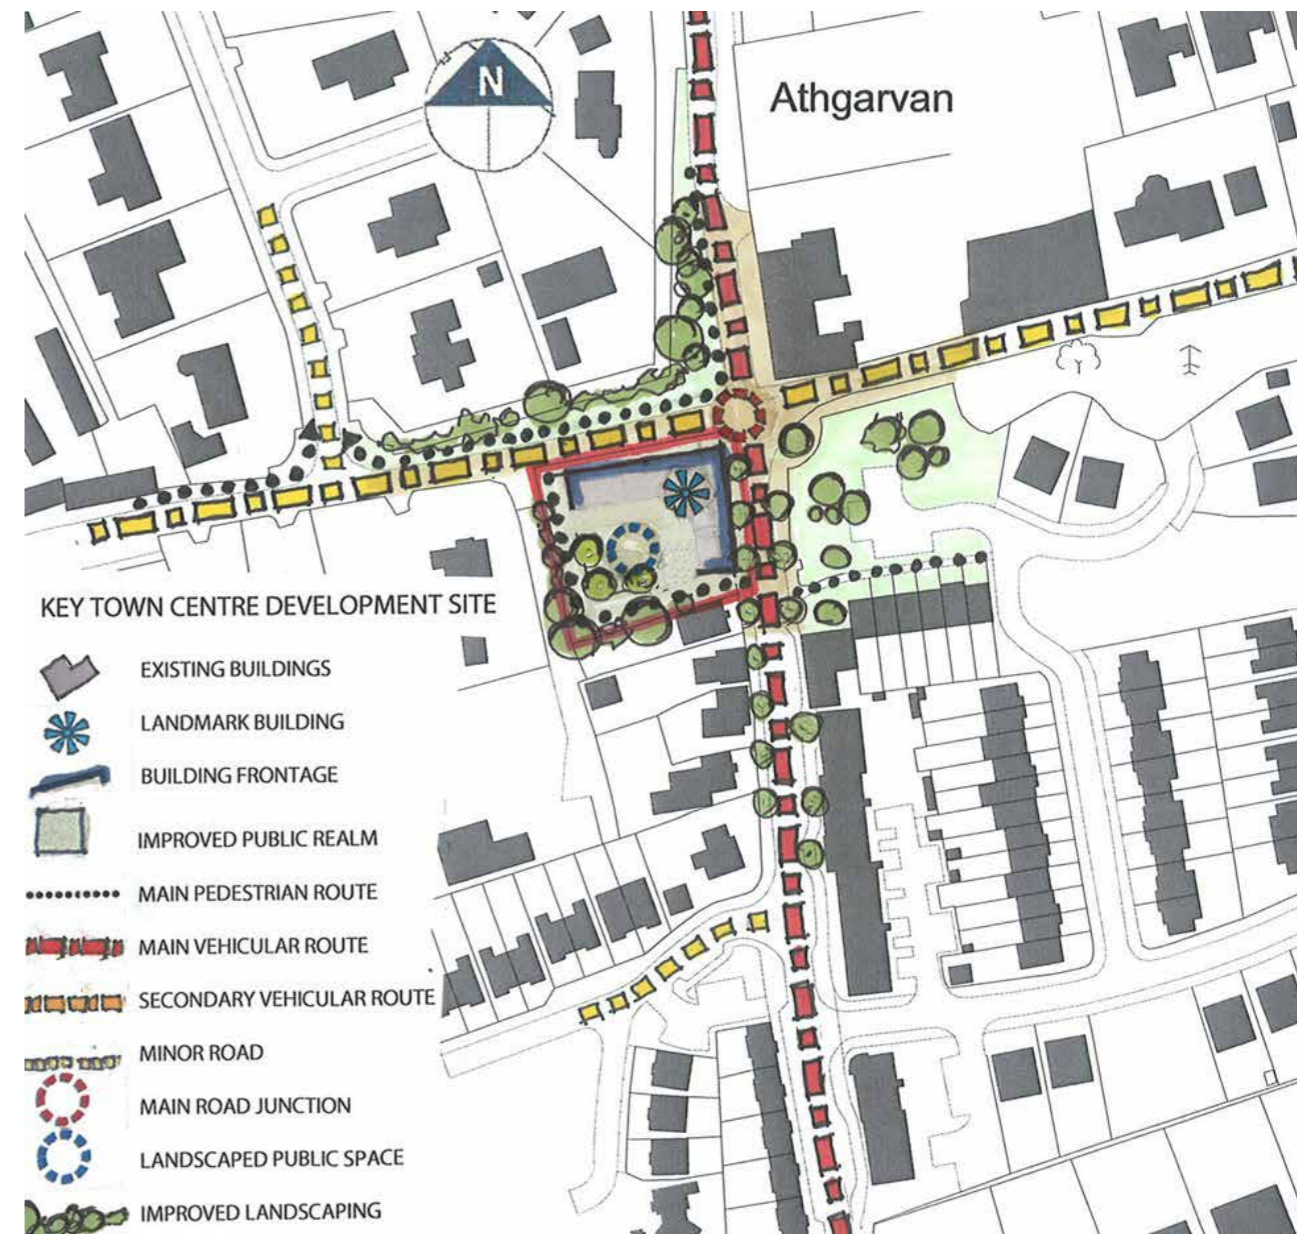 N
Athgarvan
KEY TOWN CENTRE DEVELOPMENT SITE
EXISTING BUILDINGS
LANDMARK BUILDING
BUILDING FRONTAGE
IMPROVED PUBLIC REALM
MAIN PEDESTRIAN ROUTE
MAIN VEHICULAR ROUTE
SECONDARY VEHICULAR ROUTE
MINOR ROAD
MAIN ROAD JUNCTION
LANDSCAPED PUBLIC SPACE
IMPROVED LANDSCAPING